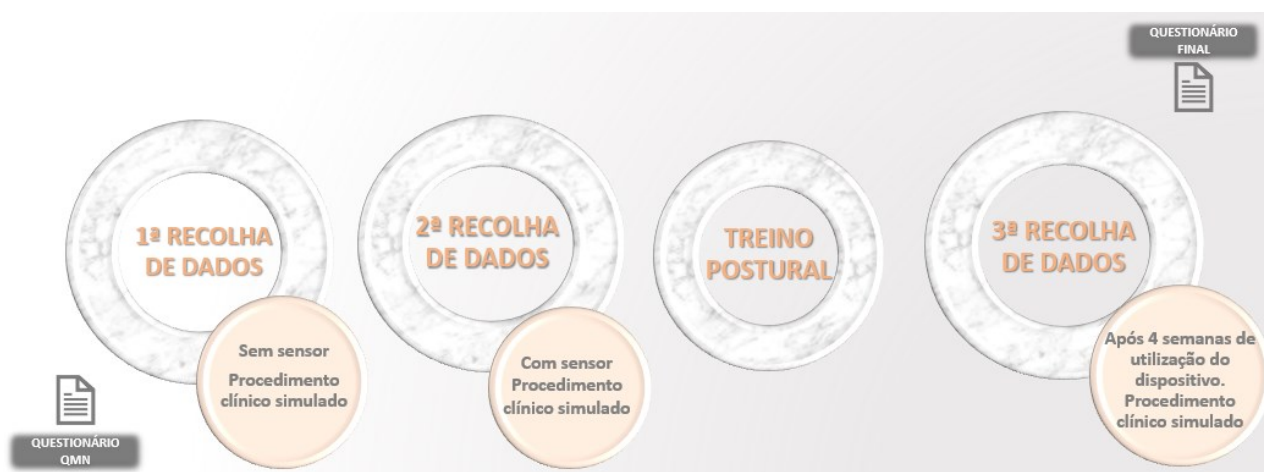 QUESTIONÁRIO
FINAL
1ª RECOLHA
DE DADOS
2ª RECOLHA
DE DADOS
TREINO
POSTURAL
3ª RECOLHA
DE DADOS
Sem sensor
Procedimento
clínico simulado
Com sensor
Procedimento
clínico simulado
Após 4 semanas de
utilização do
dispositivo.
Procedimento
clínico simulado
QUESTIONÁRIO
QMN